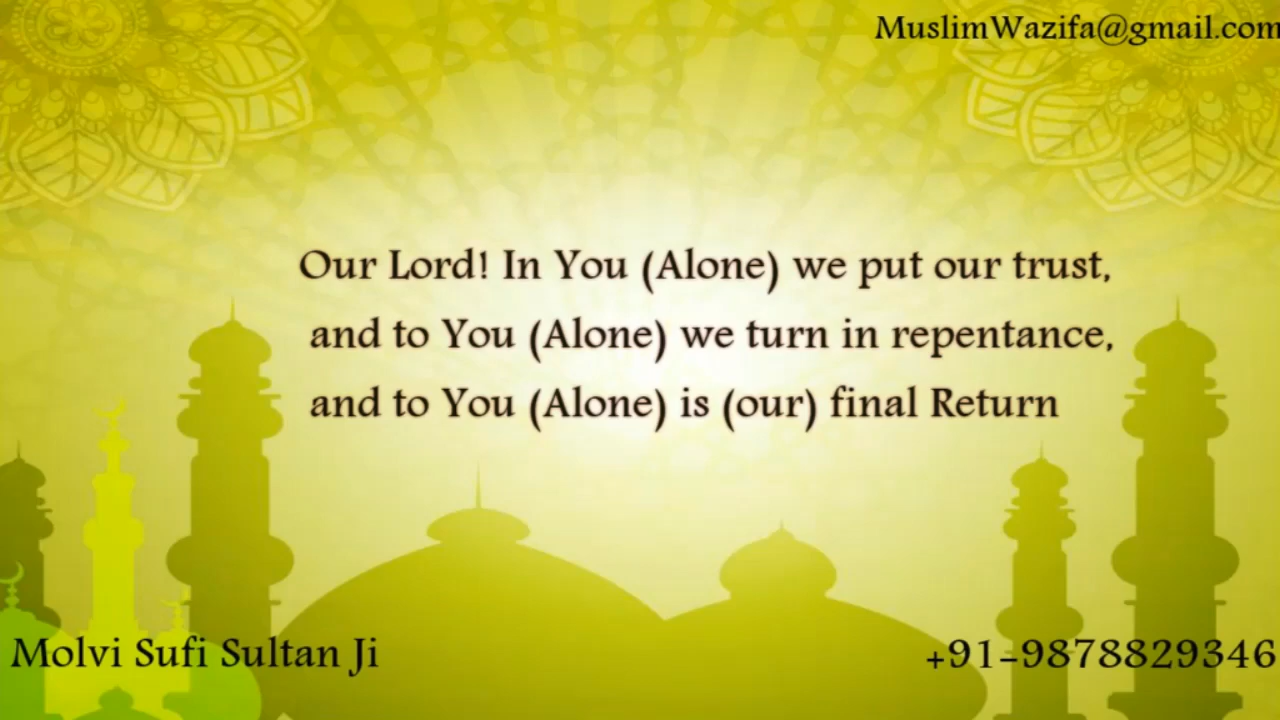 MuslimWazifa@gmail.com
Our Lord! In You (Alone) we put our trust,
and to You (Alone) we turn in repentance,
and to You (Alone) is (our) final Return
Molvi Sufi Sultan Ji
+91-9878829346